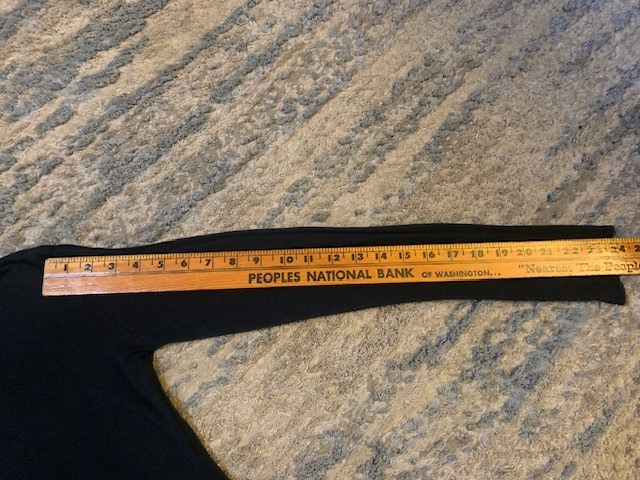 1 2 3 4 5 6 7 8 9 10 11 12 13 14 15 16 17 18 19 20 21 22 23 24
PEOPLES NATIONAL BANK OF WASHINGTON... "Nearest The Peopl